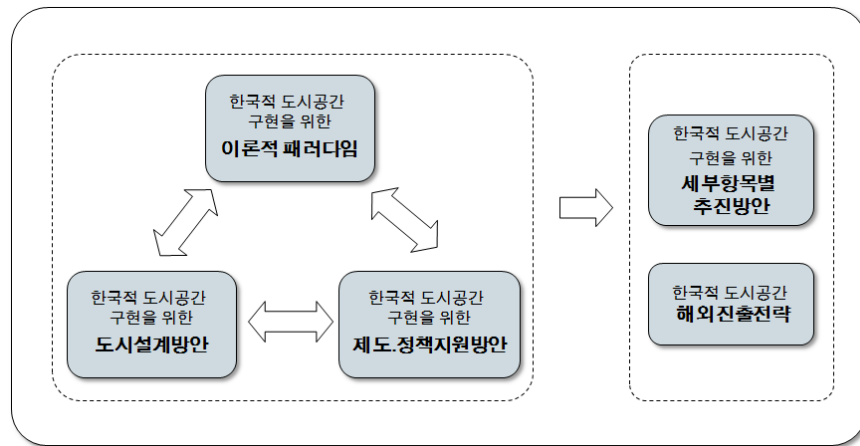 한국적 도시공간
구현을 위한
이론적 패러다임
한국적 도시공간
구현을 위한
도시설계방안
한국적 도시공간
구현을 위한
제도.정책지원방안
한국적 도시공간
구현을 위한
세부항목별
추진방안
한국적 도시공간
해외진출전략